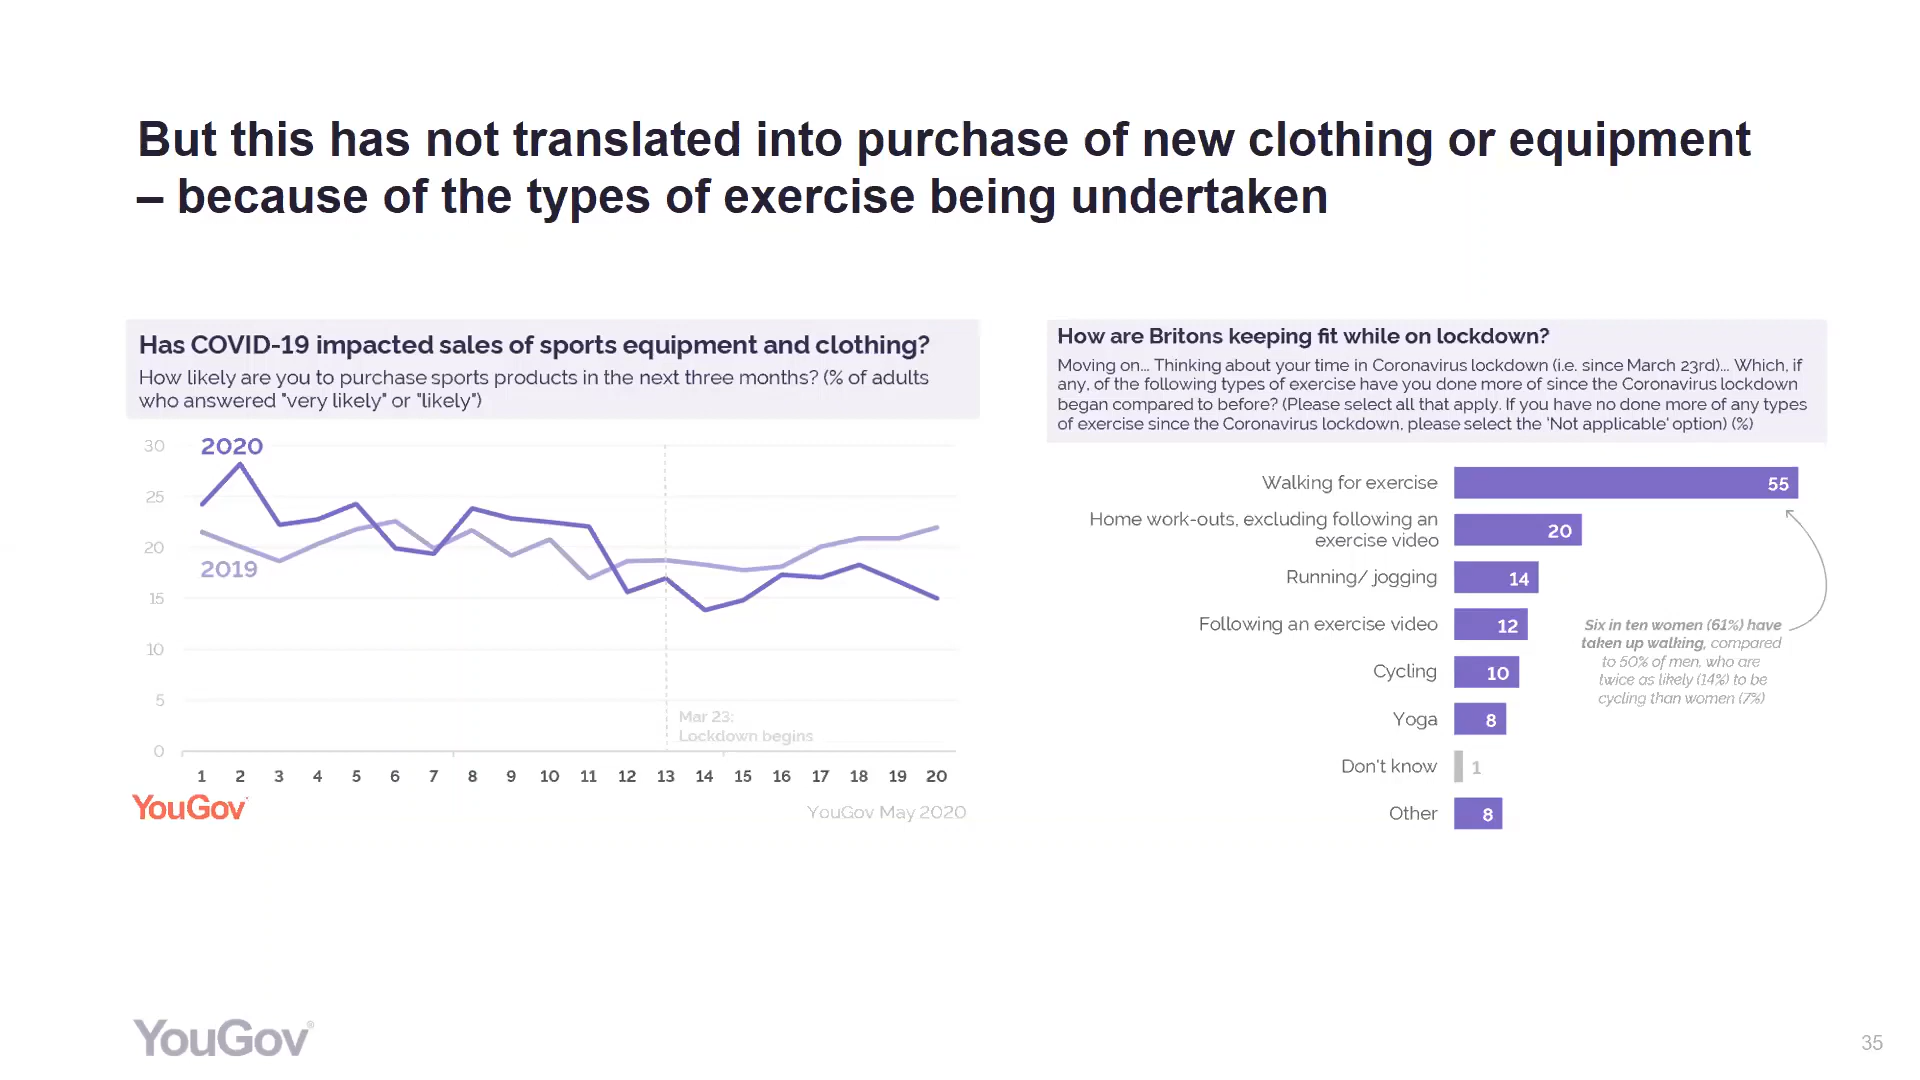 But this has not translated into purchase of new clothing or equipment
– because of the types of exercise being undertaken
Has COVID-19 impacted sales of sports equipment and clothing?
How likely are you to purchase sports products in the next three months? (% of adults
who answered "very likely" or "likely")
30
25
20
15
10
5
0
2020
2019
Mar 23:
Lockdown begins
1 2 3 4 5 6 7 8 9 10 11 12 13 14 15 16 17 18 19 20
YouGov
YouGov May 2020
How are Britons keeping fit while on lockdown?
Moving on... Thinking about your time in Coronavirus lockdown (i.e. since March 23rd)... Which, if
any, of the following types of exercise have you done more of since the Coronavirus lockdown
began compared to before? (Please select all that apply. If you have no done more of any types
of exercise since the Coronavirus lockdown, please select the 'Not applicable' option) (%)
Walking for exercise 55
Home work-outs, excluding following an
exercise video 20
Running/ jogging 14
Following an exercise video 12
Cycling 10
Yoga 8
Don't know 1
Other 8
Six in ten women (61%) have
taken up walking, compared
to 50% of men, who are
twice as likely (14%) to be
cycling than women (7%)
YouGov®
35